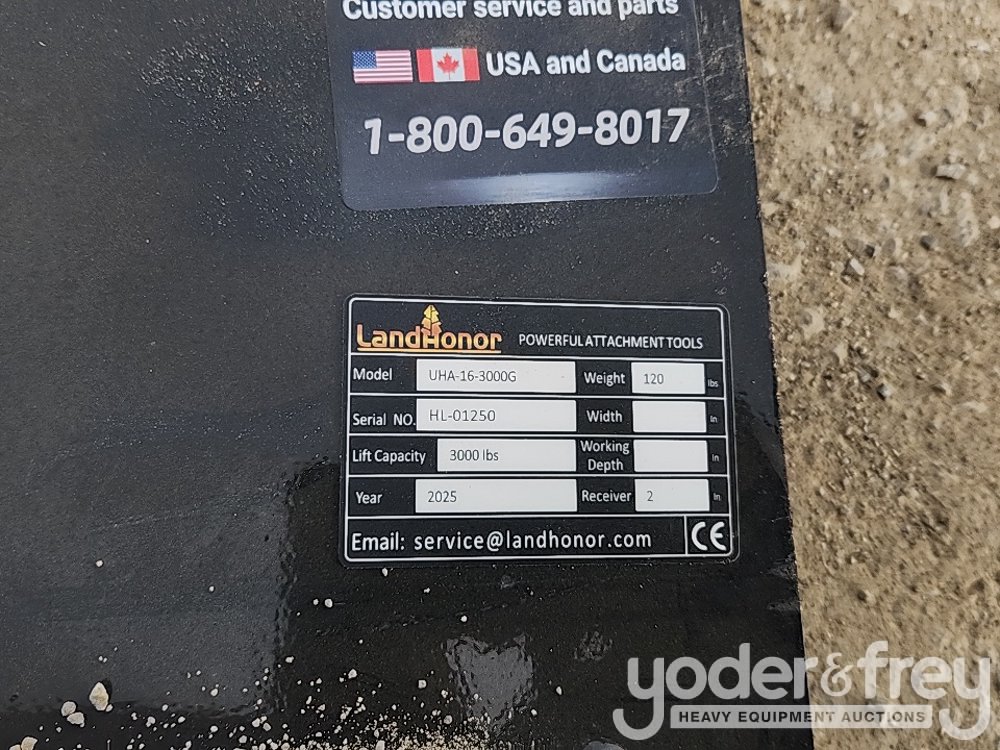 Customer service and parts
USA and Canada
1-800-649-8017
LandHonor POWERFUL ATTACHMENT TOOLS
Model UHA-16-3000G Weight 120 lbs
Serial NO. HL-01250 Width in
Lift Capacity 3000 lbs Working Depth in
Year 2025 Receiver 2 in
Email: service@landhonor.com CE
yoder&frey
HEAVY EQUIPMENT AUCTIONS